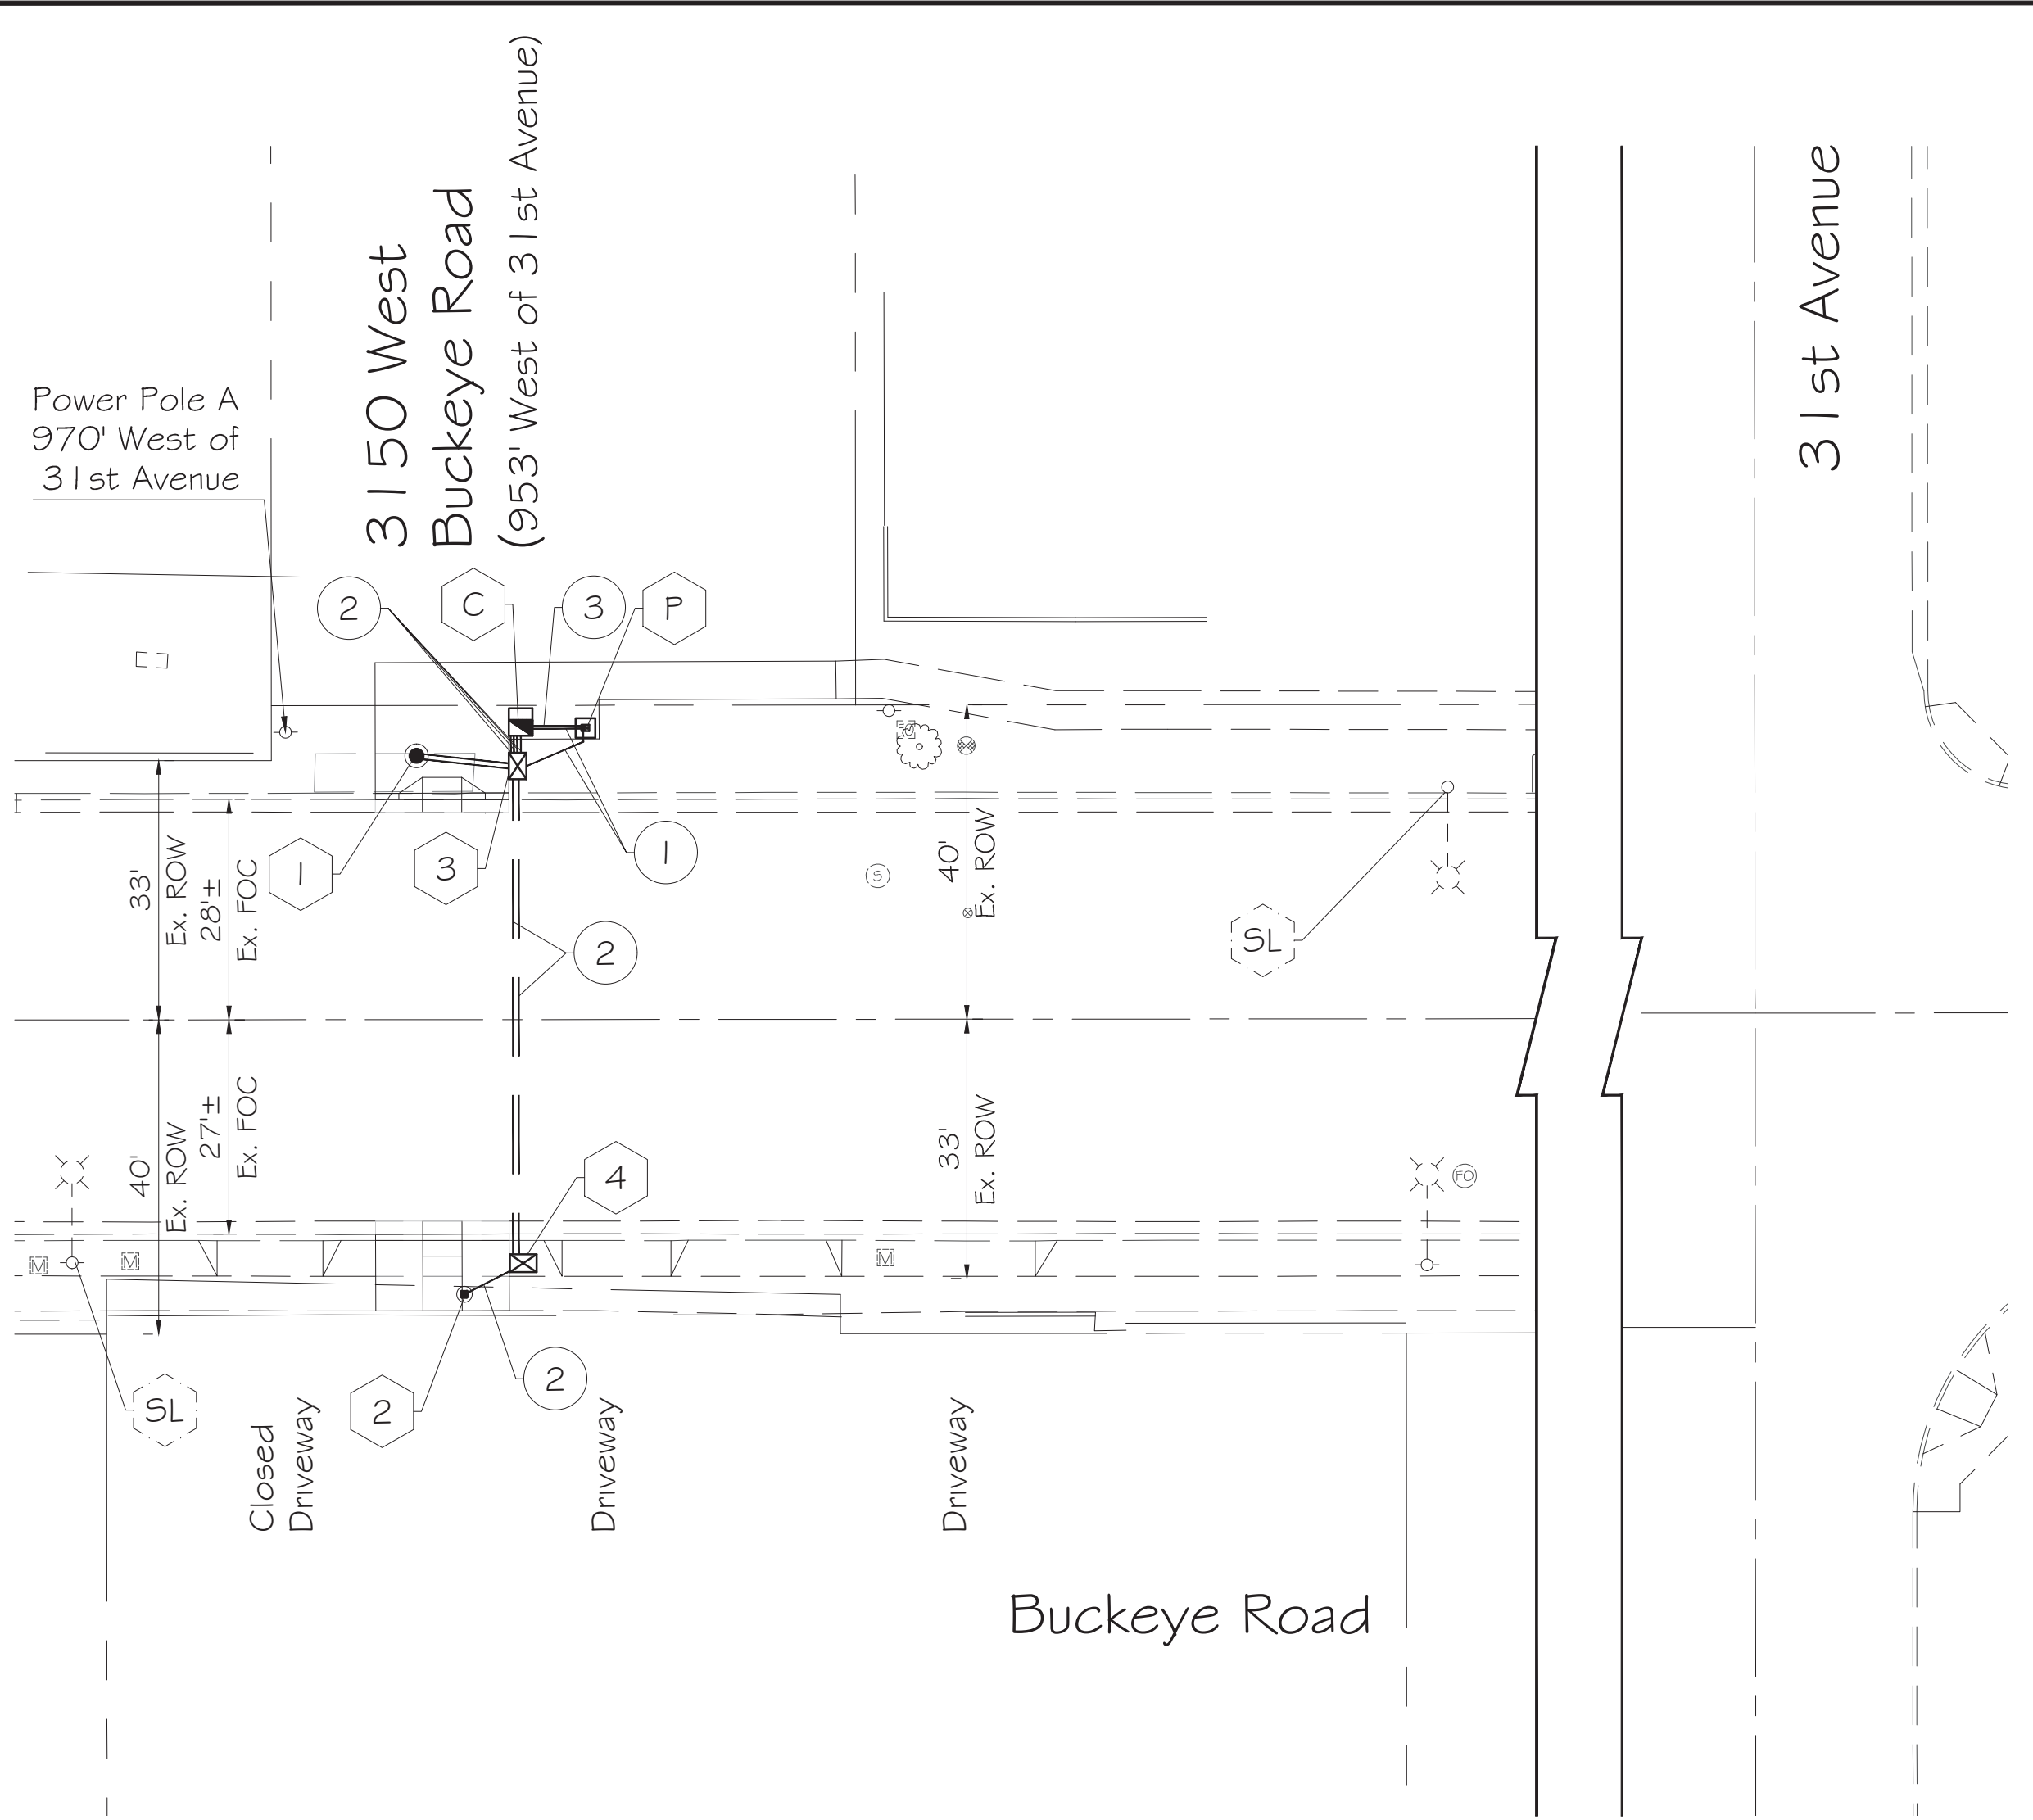 3150 West
Buckeye Road
(953' West of 31st Avenue)
31st Avenue
Power Pole A
970' West of
31st Avenue
2
C
3
P
1
3
1
2
33'
Ex. ROW
28'±
Ex. FOC
40'
Ex. ROW
S
FO
SL
40'
Ex. ROW
27'±
Ex. FOC
33'
Ex. ROW
4
FO
M
M
M
SL
2
2
Closed
Driveway
Driveway
Driveway
Buckeye Road